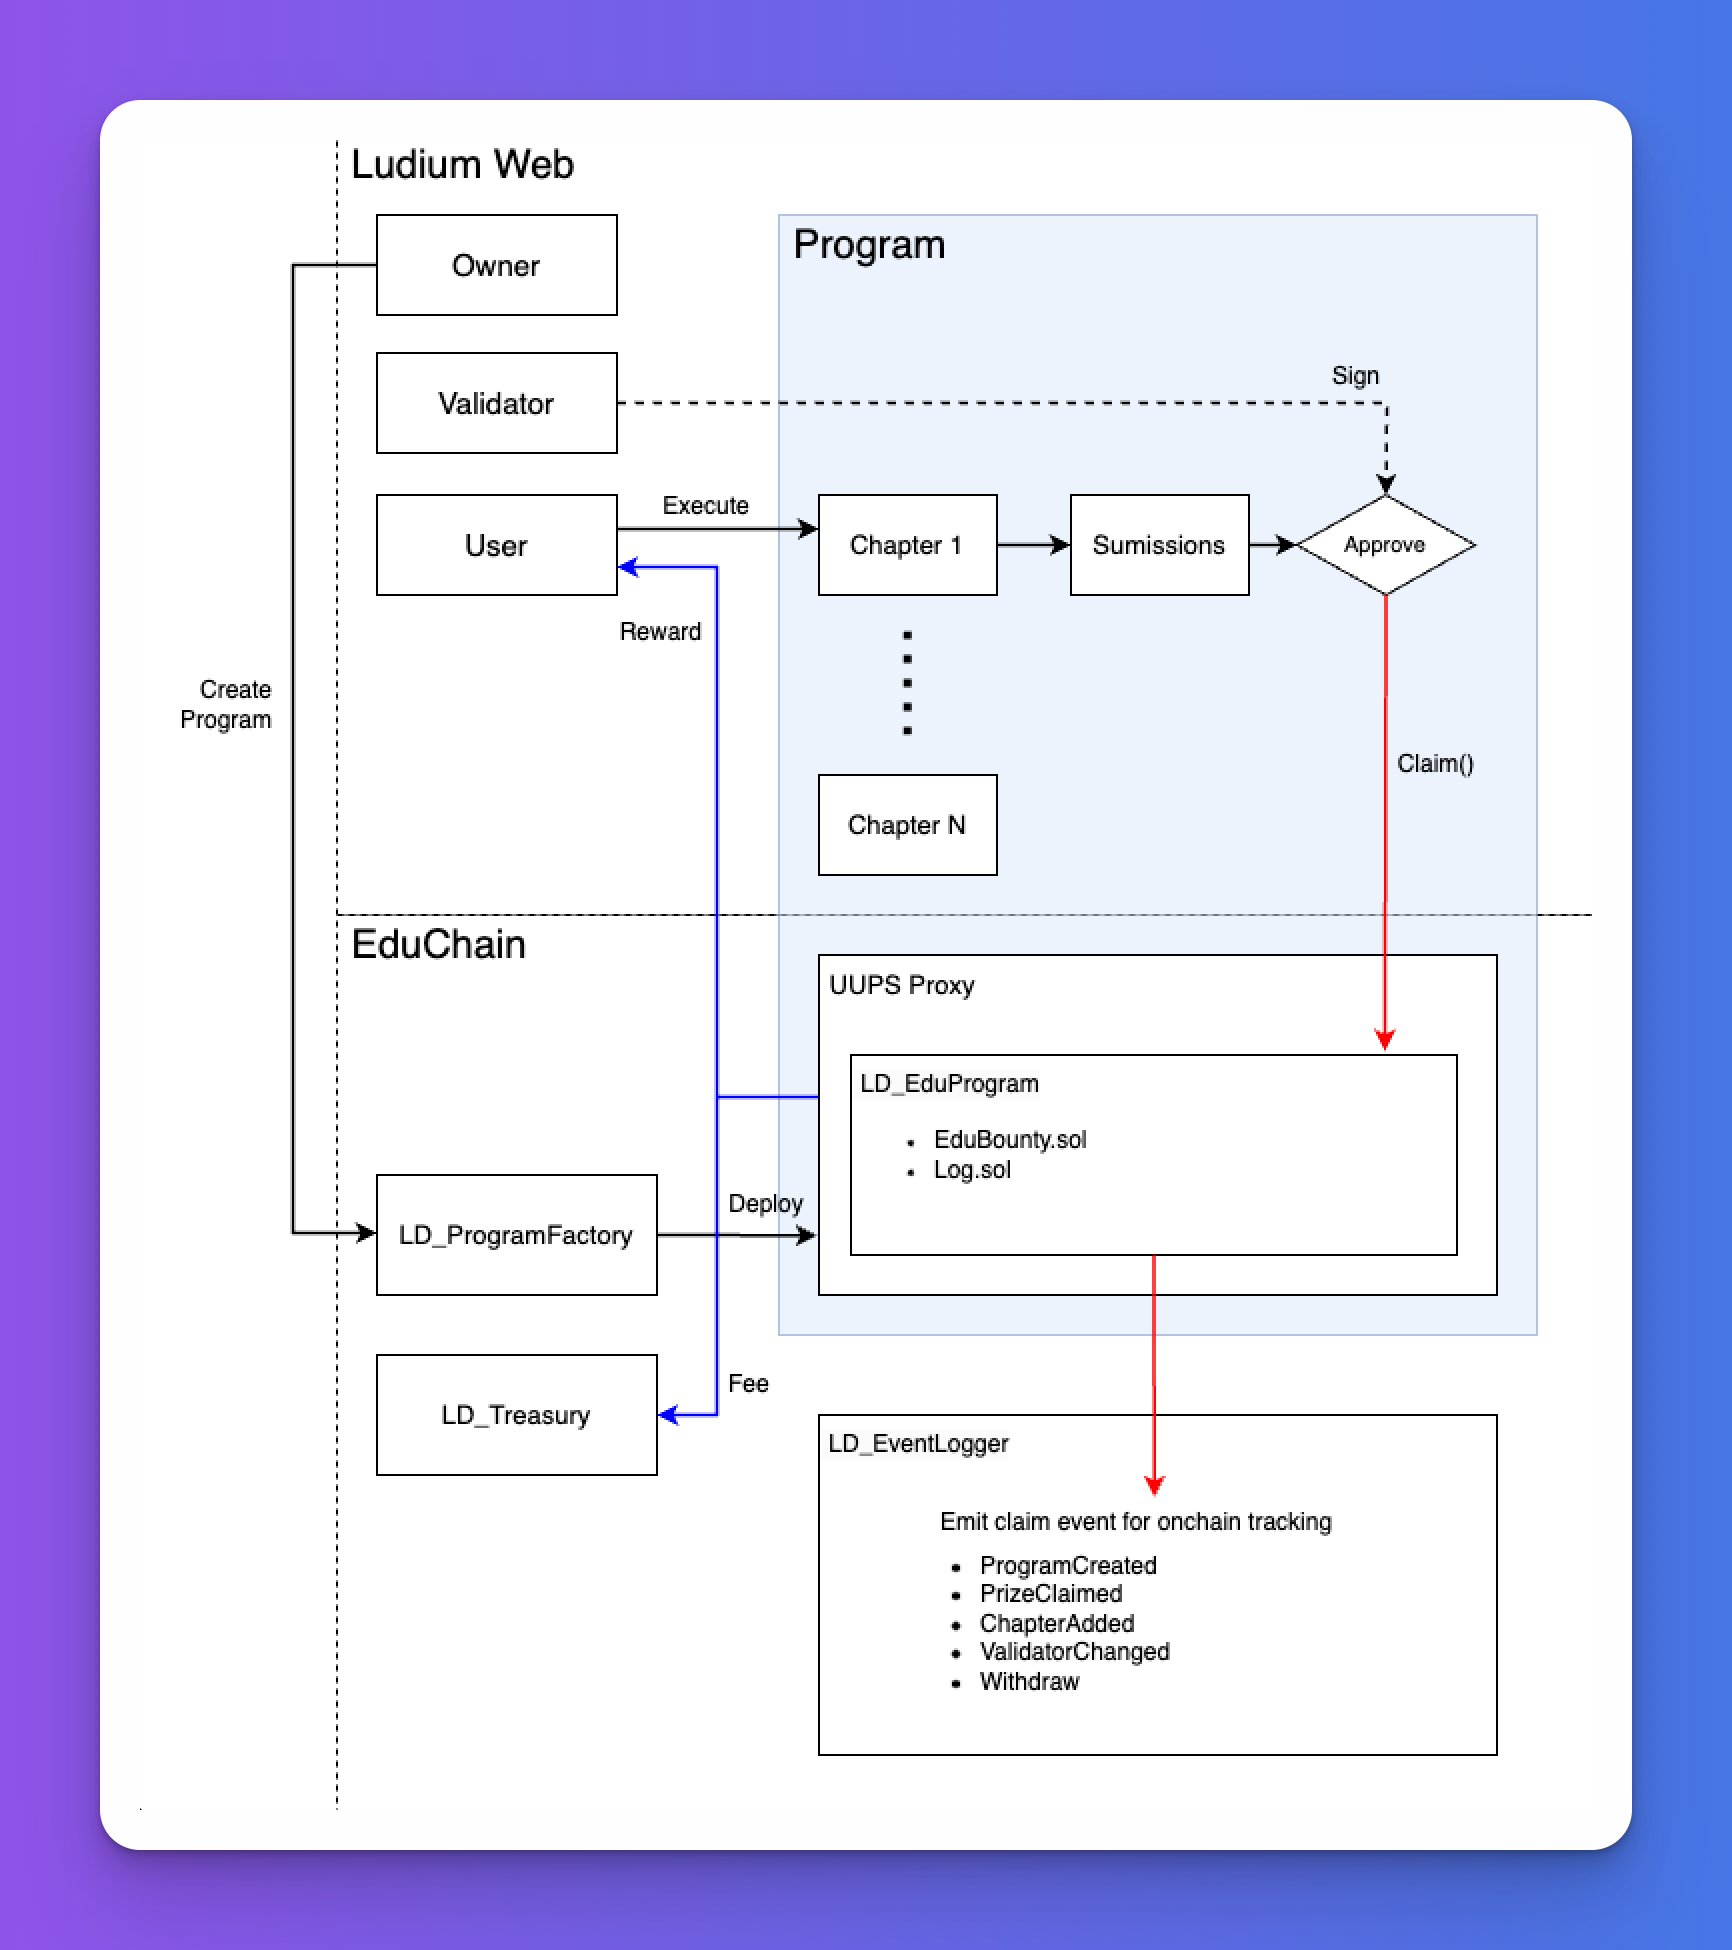 Ludium Web
Owner
Program
Validator
Sign
User
Execute
Chapter 1
Sumissions
Approve
Reward
Create
Program
Claim()
Chapter N
EduChain
UUPS Proxy
LD_EduProgram
• EduBounty.sol
• Log.sol
LD_ProgramFactory
Deploy
LD_Treasury
Fee
LD_EventLogger
Emit claim event for onchain tracking
• ProgramCreated
• PrizeClaimed
• ChapterAdded
• ValidatorChanged
• Withdraw